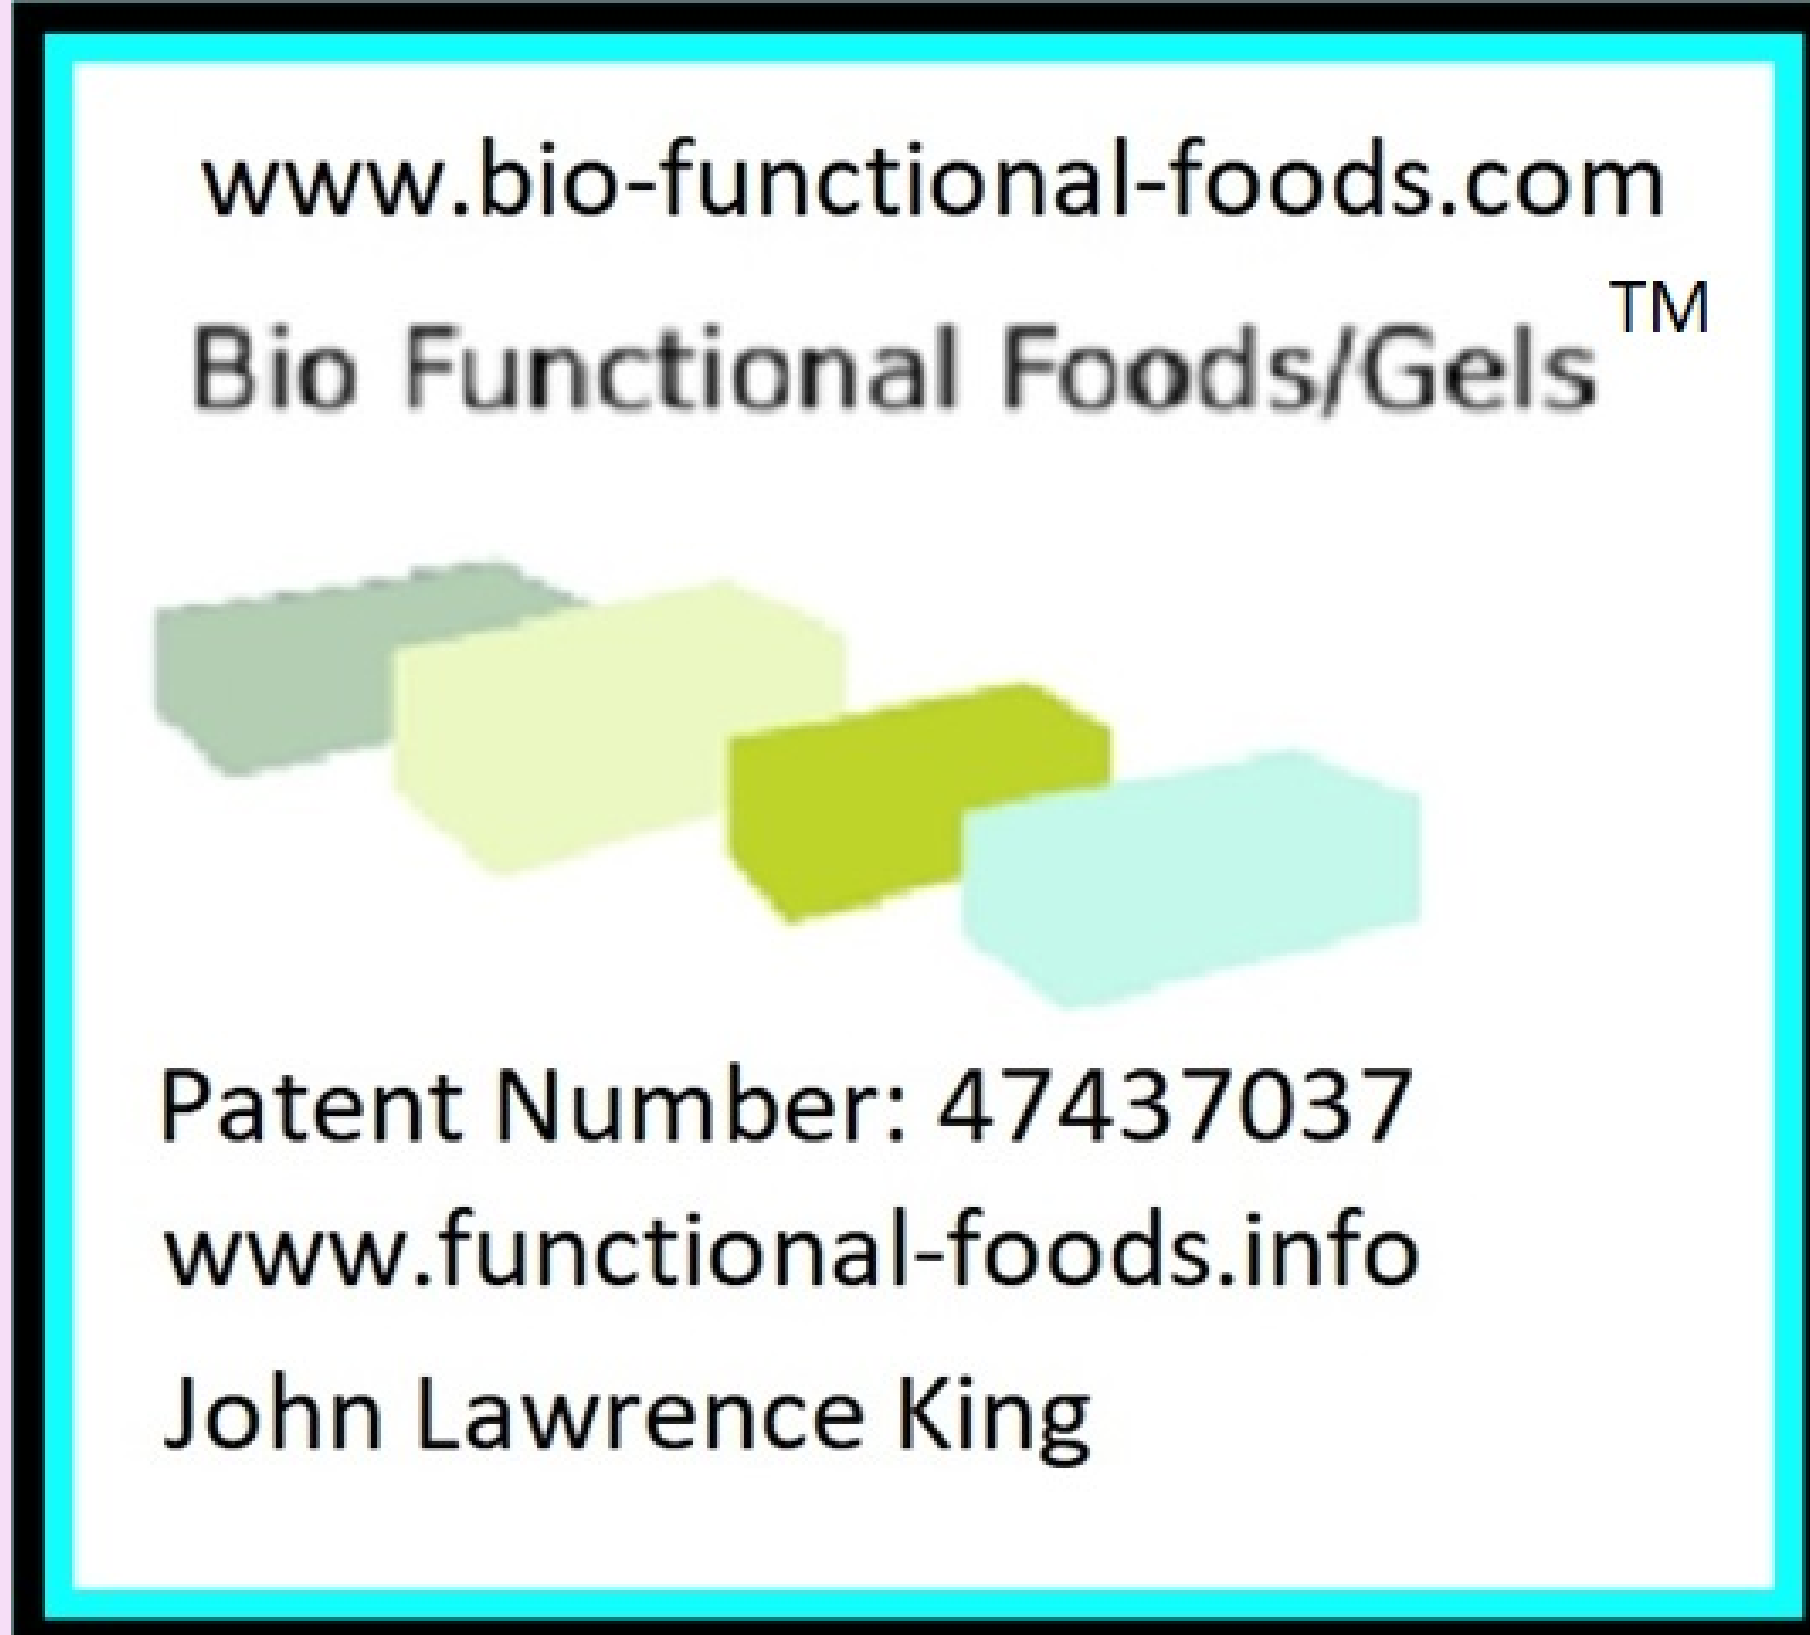 www.bio-functional-foods.com
Bio Functional Foods/Gels™
Patent Number: 47437037
www.functional-foods.info
John Lawrence King